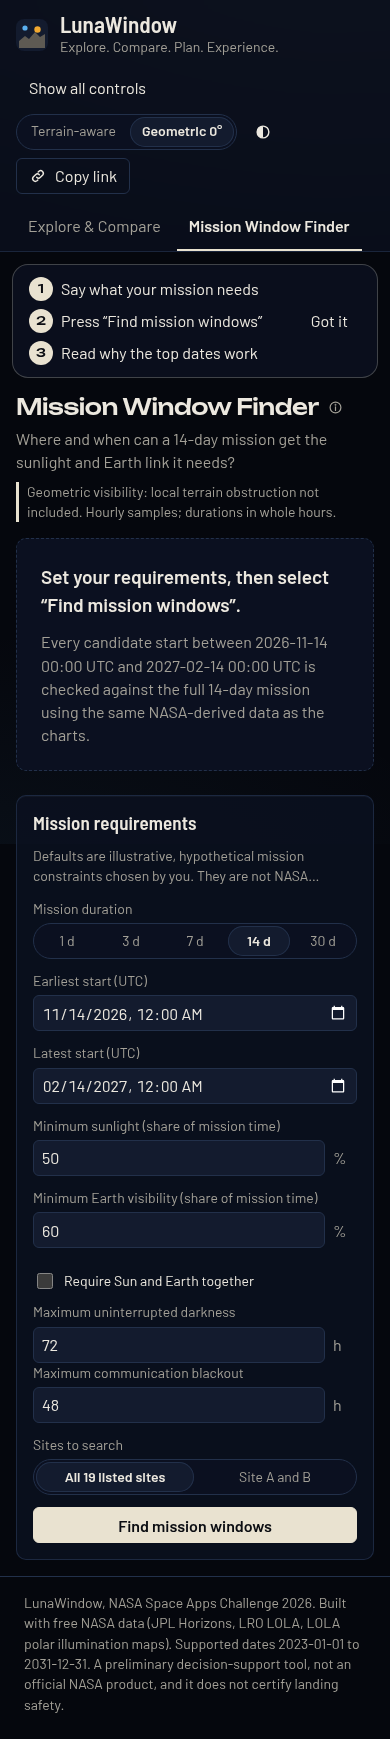 LunaWindow
Explore. Compare. Plan. Experience.
Show all controls
Terrain-aware
Geometric 0°
Copy link
Explore & Compare
Mission Window Finder
1 Say what your mission needs
2 Press “Find mission windows”
Got it
3 Read why the top dates work
Mission Window Finder
Where and when can a 14-day mission get the
sunlight and Earth link it needs?
Geometric visibility: local terrain obstruction not
included. Hourly samples; durations in whole hours.
Set your requirements, then select
“Find mission windows”.
Every candidate start between 2026-11-14
00:00 UTC and 2027-02-14 00:00 UTC is
checked against the full 14-day mission
using the same NASA-derived data as the
charts.
Mission requirements
Defaults are illustrative, hypothetical mission
constraints chosen by you. They are not NASA...
Mission duration
1 d 3 d 7 d 14 d 30 d
Earliest start (UTC)
11/14/2026, 12:00 AM
Latest start (UTC)
02/14/2027, 12:00 AM
Minimum sunlight (share of mission time)
50 %
Minimum Earth visibility (share of mission time)
60 %
Require Sun and Earth together
Maximum uninterrupted darkness
72 h
Maximum communication blackout
48 h
Sites to search
All 19 listed sites
Site A and B
Find mission windows
LunaWindow, NASA Space Apps Challenge 2026. Built
with free NASA data (JPL Horizons, LRO LOLA, LOLA
polar illumination maps). Supported dates 2023-01-01 to
2031-12-31. A preliminary decision-support tool, not an
official NASA product, and it does not certify landing
safety.